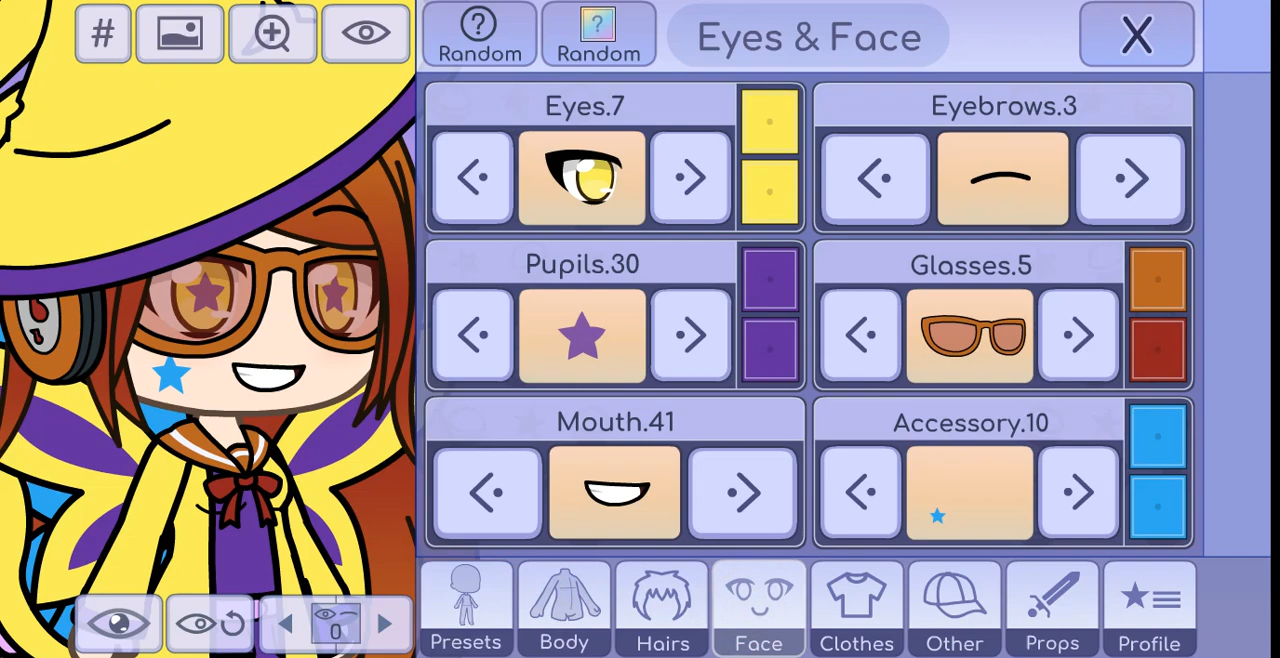 #
? Random
? Random
Eyes & Face
X
Eyes.7
Eyebrows.3
Pupils.30
Glasses.5
Mouth.41
Accessory.10
0
Presets
Body
Hairs
Face
Clothes
Other
Props
Profile